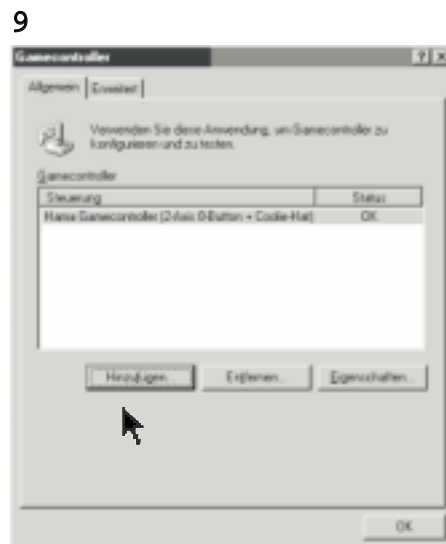 9
Gamecontroller
Allgemein Erweitert
Verwenden Sie diese Anwendung, um Gamecontroller zu
konfigurieren und zu testen.
Gamecontroller
Steuerung Status
Hama Gamecontroller (2-Axis 8-Button + Coolie-Hat) OK
Hinzufügen... Entfernen... Eigenschaften...
OK